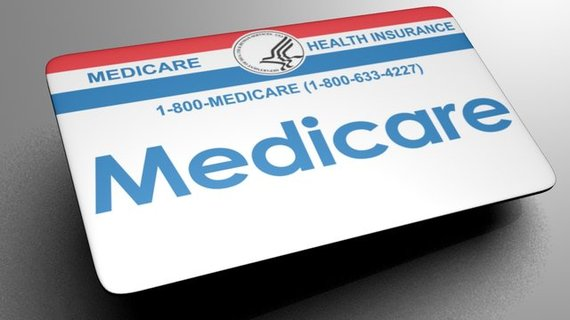 MEDICARE HEALTH INSURANCE
1-800-MEDICARE (1-800-633-4227)
Medicare